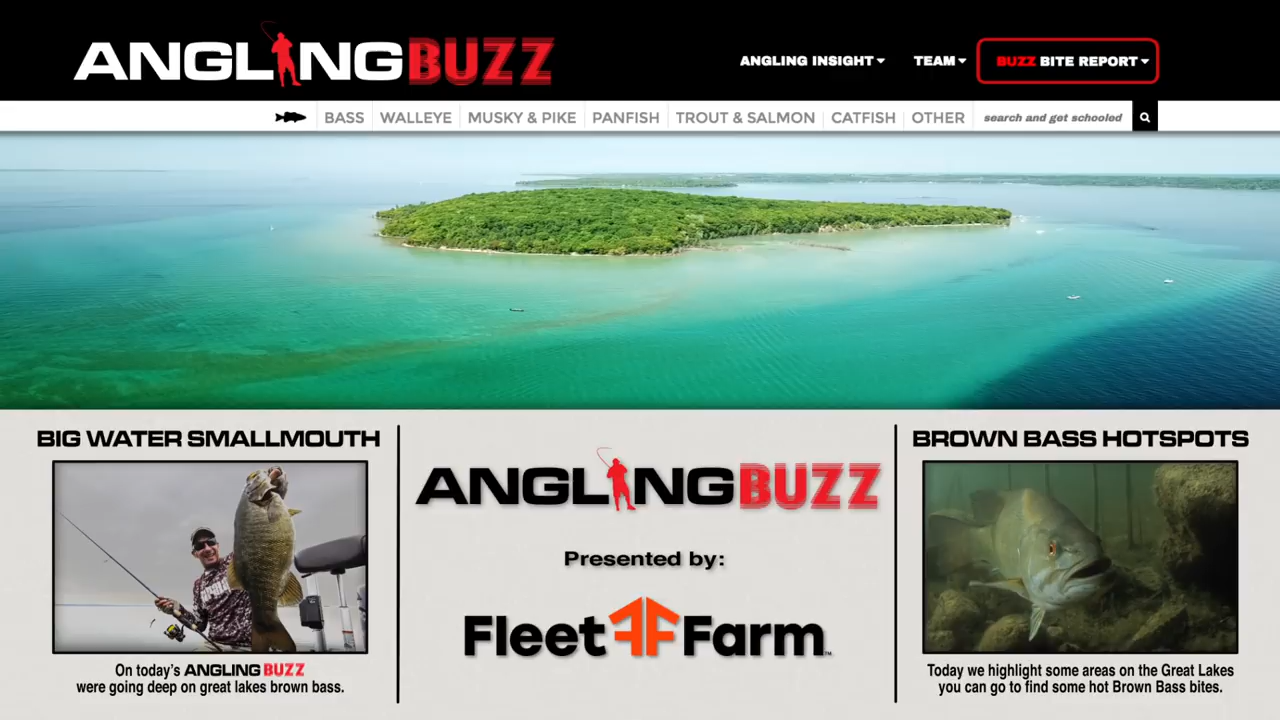 ANGLINGBUZZ
ANGLING INSIGHT TEAM BUZZ BITE REPORT
BASS WALLEYE MUSKY & PIKE PANFISH TROUT & SALMON CATFISH OTHER search and get schooled
BIG WATER SMALLMOUTH
On today's ANGLING BUZZ
were going deep on great lakes brown bass.
ANGLINGBUZZ
Presented by:
Fleet Farm™
BROWN BASS HOTSPOTS
Today we highlight some areas on the Great Lakes
you can go to find some hot Brown Bass bites.